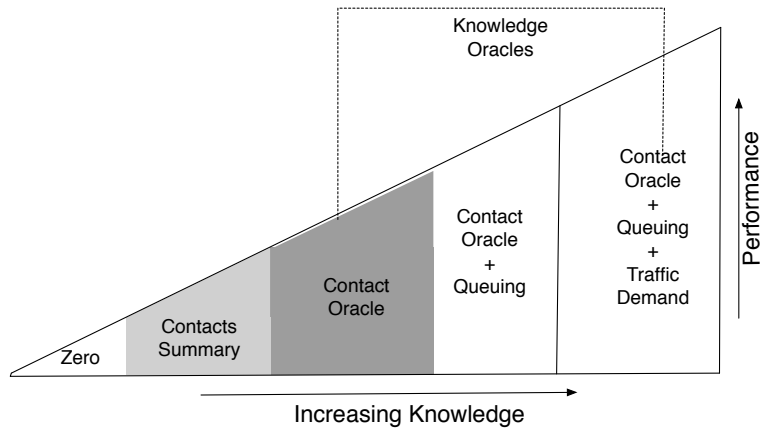 Knowledge
Oracles
Zero
Contacts
Summary
Contact
Oracle
Contact
Oracle
+
Queuing
Contact
Oracle
+
Queuing
+
Traffic
Demand
Performance
Increasing Knowledge